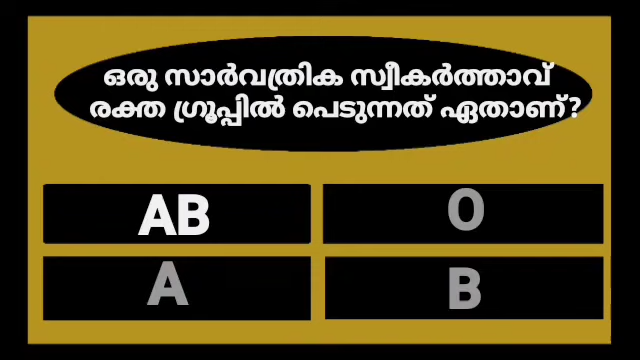 ഒരു സാർവത്രിക സ്വീകർത്താവ്
രക്ത ഗ്രൂപ്പിൽ പെടുന്നത് ഏതാണ്?
AB
O
A
B